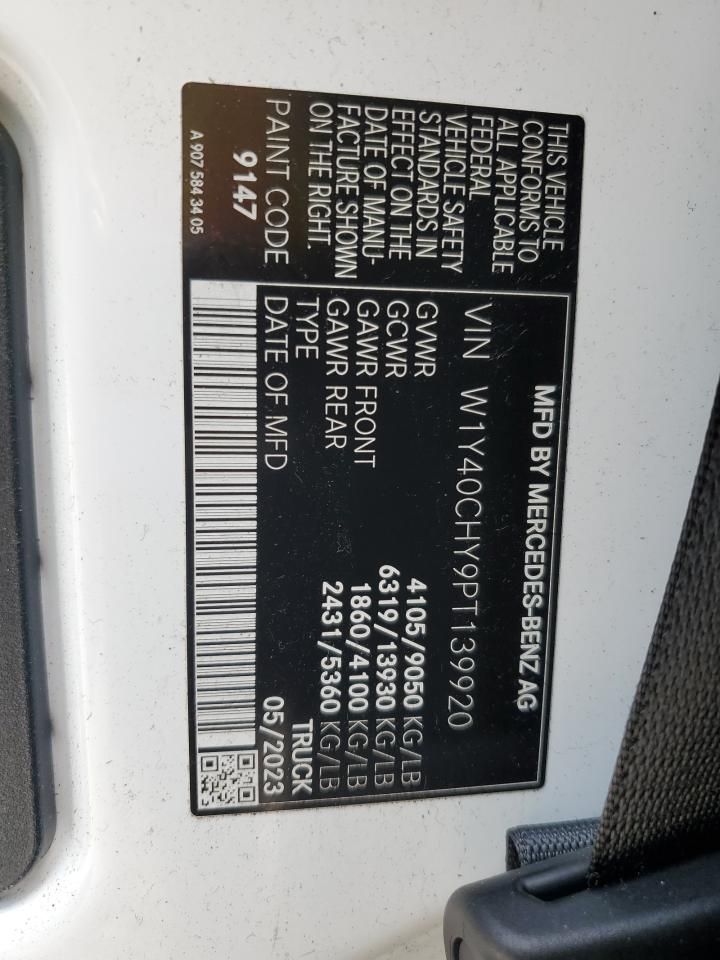 THIS VEHICLE
CONFORMS TO
ALL APPLICABLE
FEDERAL
VEHICLE SAFETY
STANDARDS IN
EFFECT ON THE
DATE OF MANU-
FACTURE SHOWN
ON THE RIGHT.
PAINT CODE
9147
A 907 584 34 05
MFD BY MERCEDES-BENZ AG
VIN W1Y40CHY9PT139920
GVWR 4105/9050 KG/LB
GCWR 6319/13930 KG/LB
GAWR FRONT 1860/4100 KG/LB
GAWR REAR 2431/5360 KG/LB
TYPE TRUCK
DATE OF MFD 05/2023